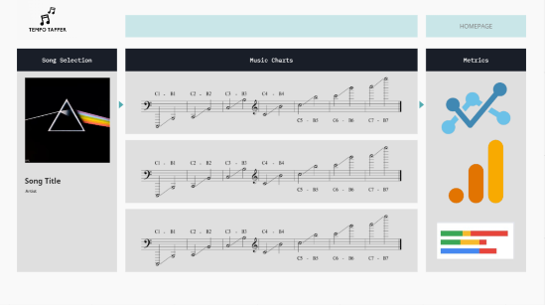 TEMPO TAPPER
HOMEPAGE
Song Selection
Music Charts
Metrics
C1 - B1 C2 - B2 C3 - B3 C4 - B4
C5 - B5 C6 - B6 C7 - B7
C1 - B1 C2 - B2 C3 - B3 C4 - B4
C5 - B5 C6 - B6 C7 - B7
C1 - B1 C2 - B2 C3 - B3 C4 - B4
C5 - B5 C6 - B6 C7 - B7
Song Title
Artist